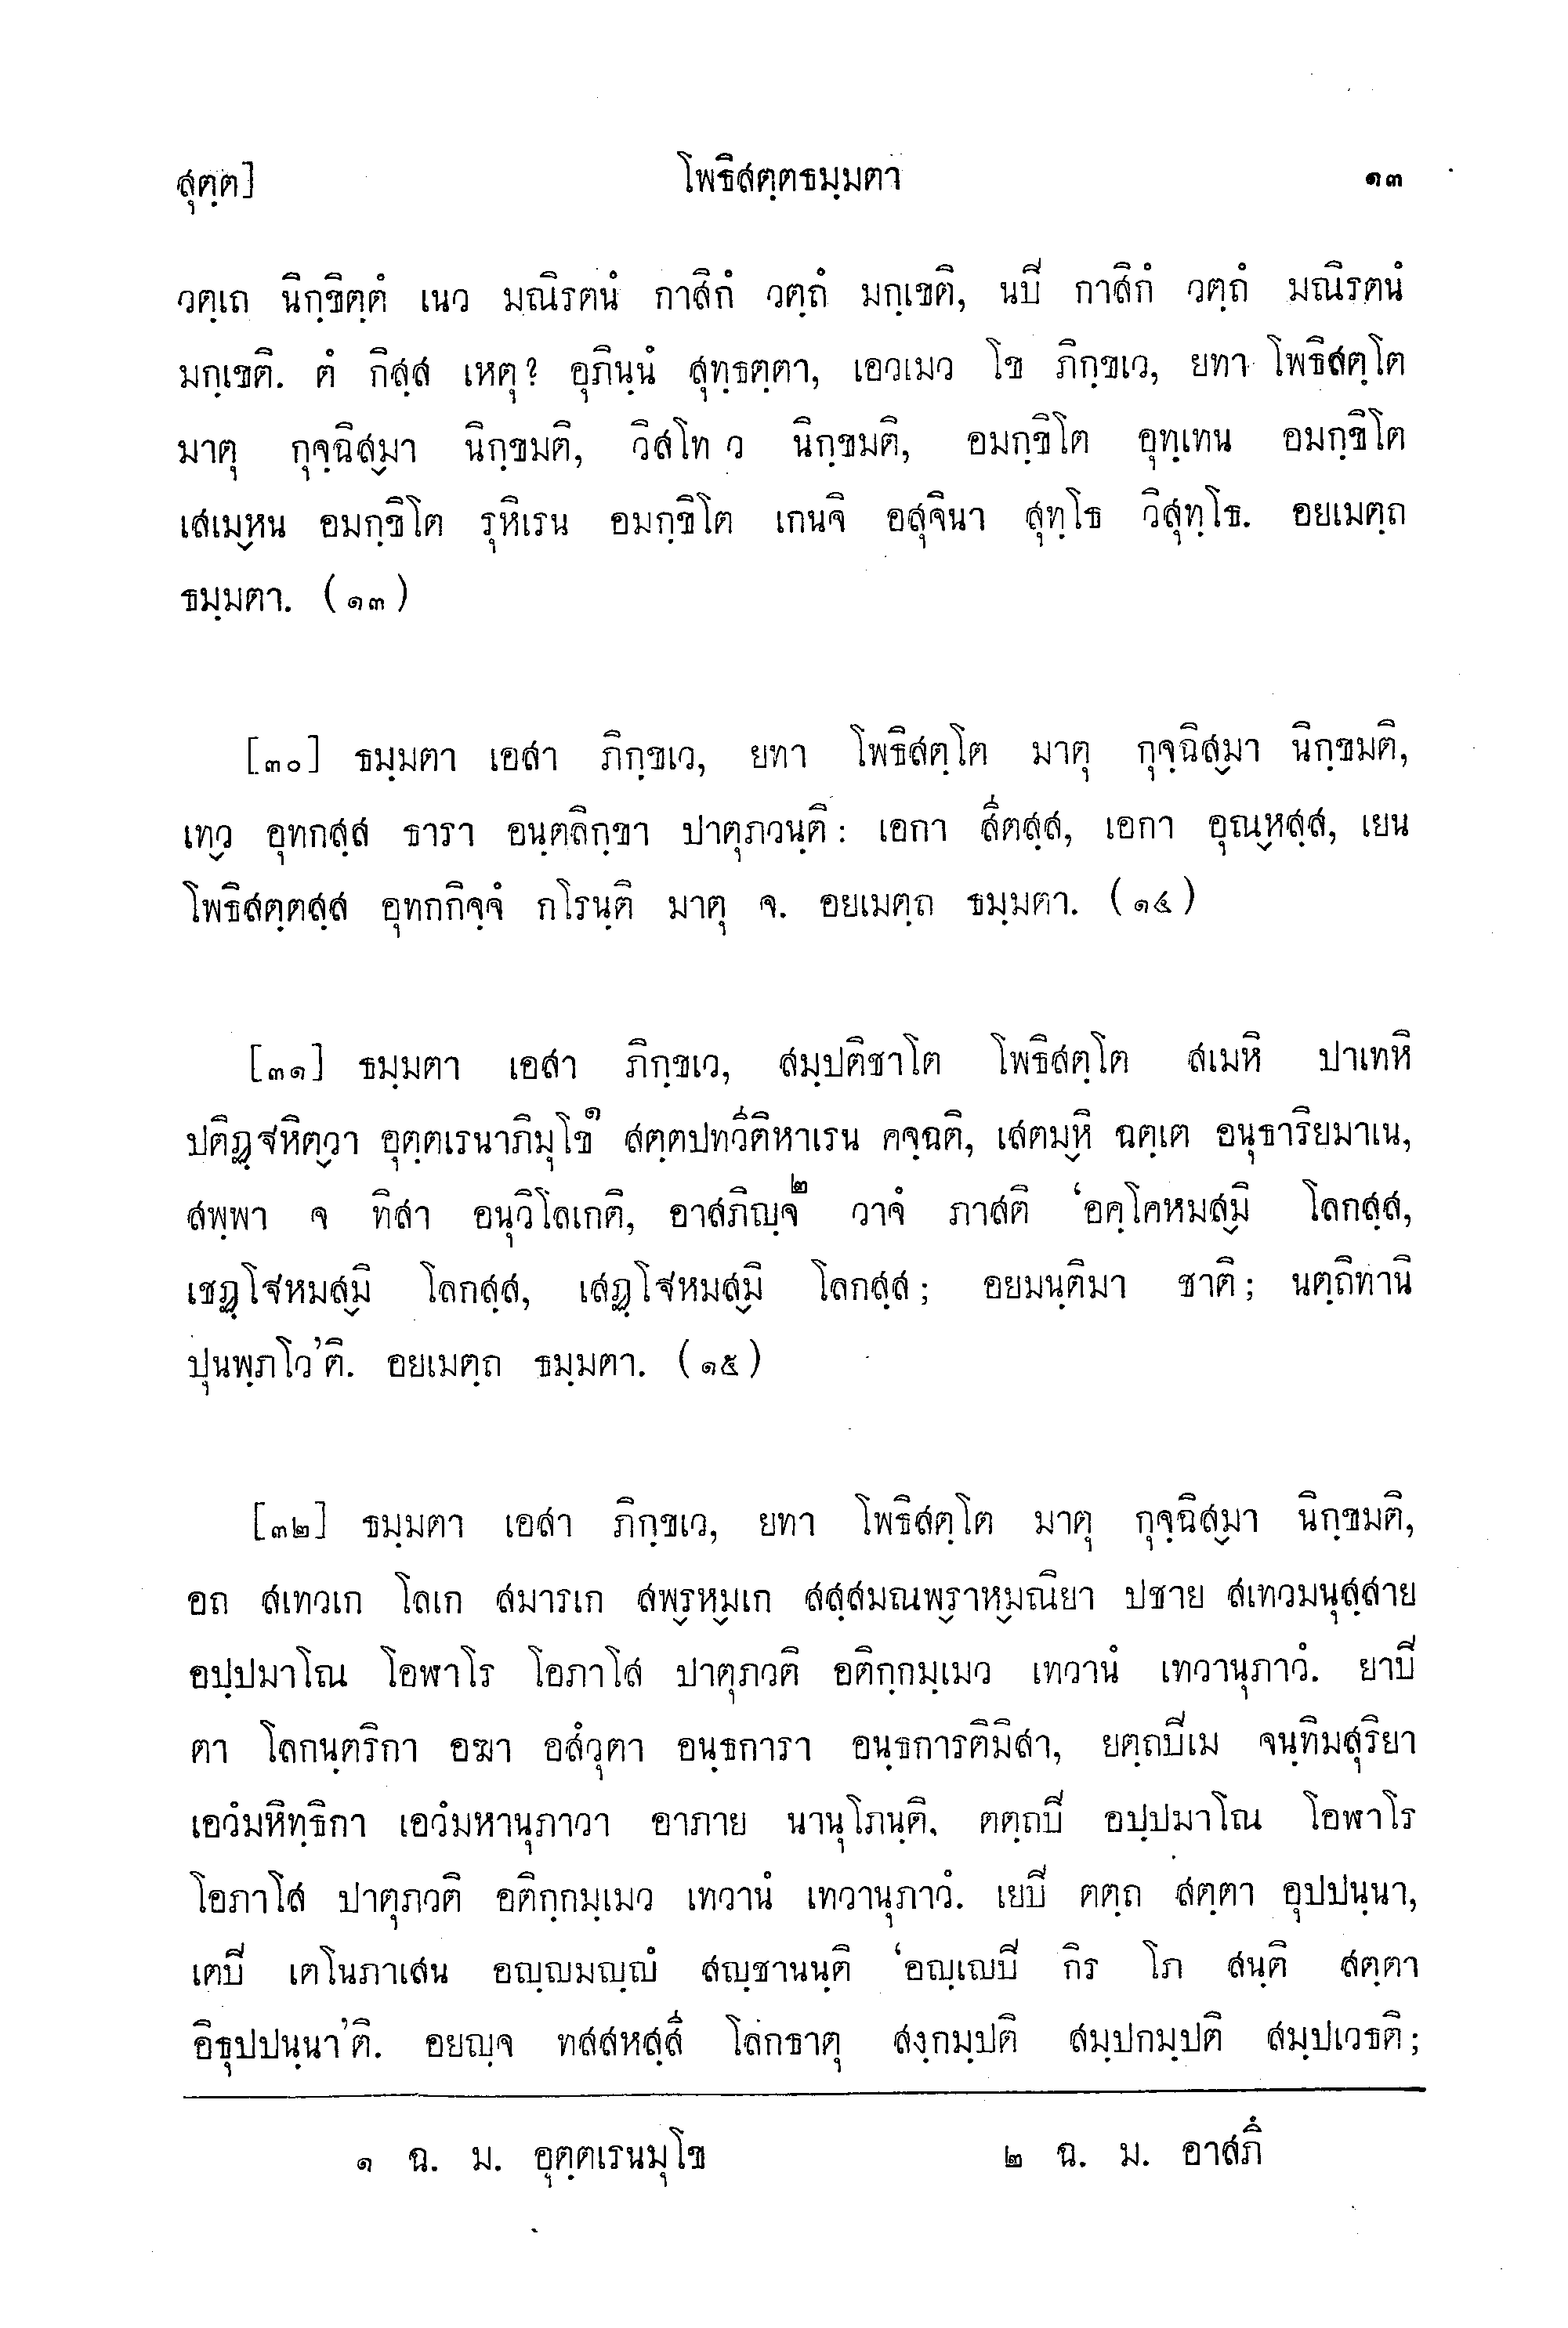 สุตฺต]
โพธิสตฺตธมฺมตา
๑๓
วตฺเถ นิกฺขิตฺตํ เนว มณิรตนํ กาสิกํ วตฺถํ มกฺเขติ, นปิ กาสิกํ วตฺถํ มณิรตนํ
มกฺเขติ. ตํ กิสฺส เหตุ? อุภินฺนํ สุทฺธตฺตา, เอวเมว โข ภิกฺขเว, ยทา โพธิสตฺโต
มาตุ กุจฺฉิสฺมา นิกฺขมติ, วิสโท ว นิกฺขมติ, อมกฺขิโต อุทฺเทน อมกฺขิโต
เสเมฺหน อมกฺขิโต รุหิเรน อมกฺขิโต เกนจิ อสุจินา สุทฺโธ วิสุทฺโธ. อยเมตฺถ
ธมฺมตา. (๑๓)
[๓๐] ธมฺมตา เอสา ภิกฺขเว, ยทา โพธิสตฺโต มาตุ กุจฺฉิสฺมา นิกฺขมติ,
เทฺว อุทกสฺส ธารา อนฺตลิกฺขา ปาตุภวนฺติ: เอกา สีตสฺส, เอกา อุณฺหสฺส, เยน
โพธิสตฺตสฺส อุทกกิจฺจํ กโรนฺติ มาตุ จ. อยเมตฺถ ธมฺมตา. (๑๔)
[๓๑] ธมฺมตา เอสา ภิกฺขเว, สมฺปติชาโต โพธิสตฺโต สเมหิ ปาเทหิ
ปติฏฺฐหิตฺวา อุตฺตเรนาภิมุโข๑ สตฺตปทวีติหาเรน คจฺฉติ, เสตมฺหิ ฉตฺเต อนุธาริยมาเน,
สพฺพา จ ทิสา อนุวิโลเกติ, อาสภิญฺจ๒ วาจํ ภาสติ ‘อคฺโคหมสฺมิ โลกสฺส,
เชฏฺโฐหมสฺมิ โลกสฺส, เสฏฺโฐหมสฺมิ โลกสฺส; อยมนฺติมา ชาติ; นตฺถิทานิ
ปุนพฺภโว’ติ. อยเมตฺถ ธมฺมตา. (๑๕)
[๓๒] ธมฺมตา เอสา ภิกฺขเว, ยทา โพธิสตฺโต มาตุ กุจฺฉิสฺมา นิกฺขมติ,
อถ สเทวเก โลเก สมารเก สพฺรหฺมเก สสฺสมณพฺราหฺมณิยา ปชาย สเทวมนุสฺสาย
อปฺปมาโณ โอฬาโร โอภาโส ปาตุภวติ อติกฺกมฺเมว เทวานํ เทวานุภาวํ. ยาปิ
ตา โลกนฺตริกา อฆา อสํวุตา อนฺธการา อนฺธการติมิสา, ยตฺถปิเม จนฺทิมสุริยา
เอวํมหิทฺธิกา เอวํมหานุภาวา อาภาย นานุโภนฺติ. ตตฺถปิ อปฺปมาโณ โอฬาโร
โอภาโส ปาตุภวติ อติกฺกมฺเมว เทวานํ เทวานุภาวํ. เยปิ ตตฺถ สตฺตา อุปปนฺนา,
เตปิ เตโนภาเสน อญฺญมญฺญํ สญฺชานนฺติ ‘อญฺเญปิ กิร โภ สนฺติ สตฺตา
อิธุปปนฺนา’ติ. อยญฺจ ทสสหสฺสี โลกธาตุ สงฺกมฺปติ สมฺปกมฺปติ สมฺปเวธติ;
๑ ฉ. ม. อุตฺตเรนมุโข
๒ ฉ. ม. อาสภึ